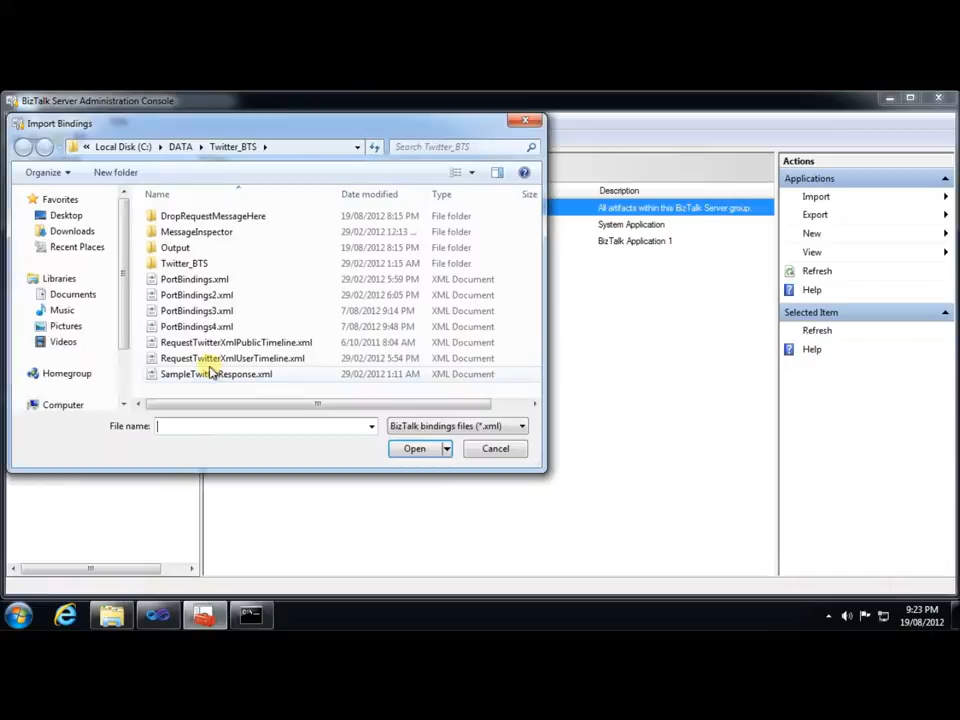 BizTalk Server Administration Console
Import Bindings
« Local Disk (C:) ▸ DATA ▸ Twitter_BTS ▸
Search Twitter_BTS
Organize
New folder
Name
Date modified
Type
Size
Favorites
Desktop
Downloads
Recent Places
Libraries
Documents
Music
Pictures
Videos
Homegroup
Computer
DropRequestMessageHere 19/08/2012 8:15 PM File folder
MessageInspector 29/02/2012 12:13 ... File folder
Output 19/08/2012 8:15 PM File folder
Twitter_BTS 29/02/2012 1:15 AM File folder
PortBindings.xml 29/02/2012 5:59 PM XML Document
PortBindings2.xml 29/02/2012 6:05 PM XML Document
PortBindings3.xml 7/08/2012 9:14 PM XML Document
PortBindings4.xml 7/08/2012 9:48 PM XML Document
RequestTwitterXmlPublicTimeline.xml 6/10/2011 8:04 AM XML Document
RequestTwitterXmlUserTimeline.xml 29/02/2012 5:54 PM XML Document
SampleTwitterResponse.xml 29/02/2012 1:11 AM XML Document
File name:
BizTalk bindings files (*.xml)
Open
Cancel
Description
All artifacts within this BizTalk Server group.
System Application
BizTalk Application 1
Actions
Applications
Import
Export
New
View
Refresh
Help
Selected Item
Refresh
Help
9:23 PM
19/08/2012